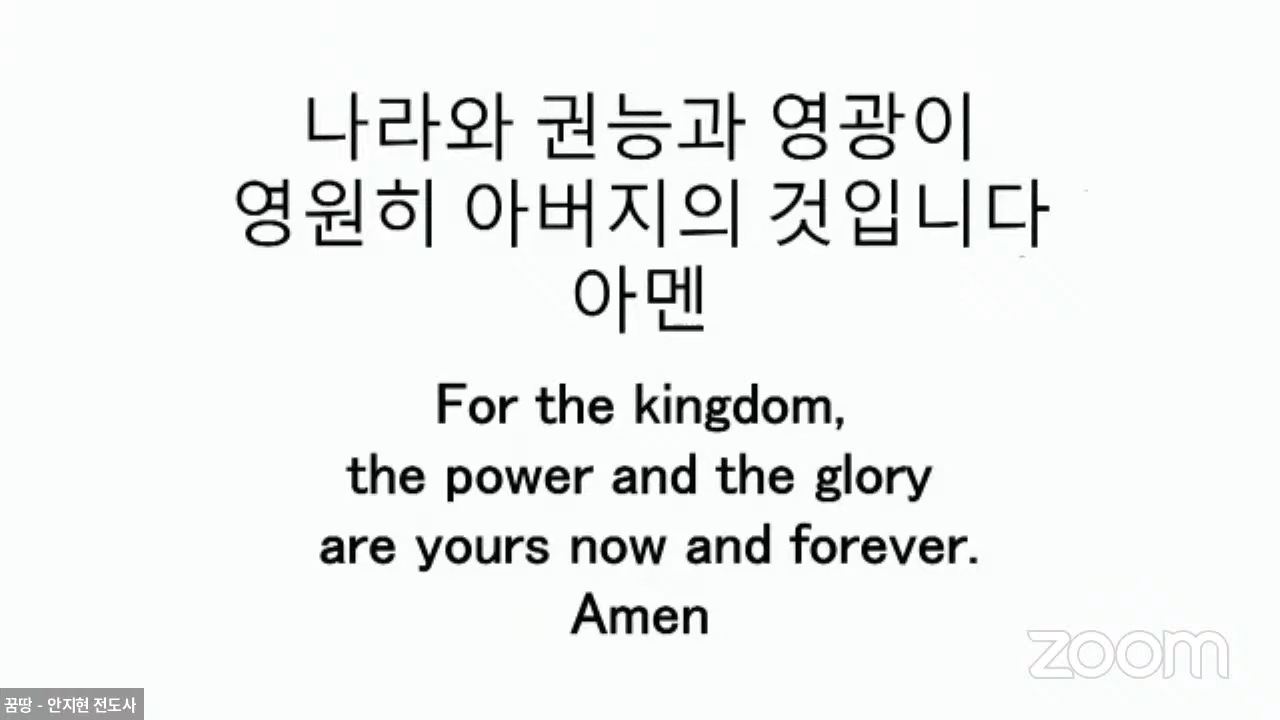 나라와 권능과 영광이
영원히 아버지의 것입니다
아멘
For the kingdom,
the power and the glory
are yours now and forever.
Amen
zoom
꿈땅 - 안지현 전도사